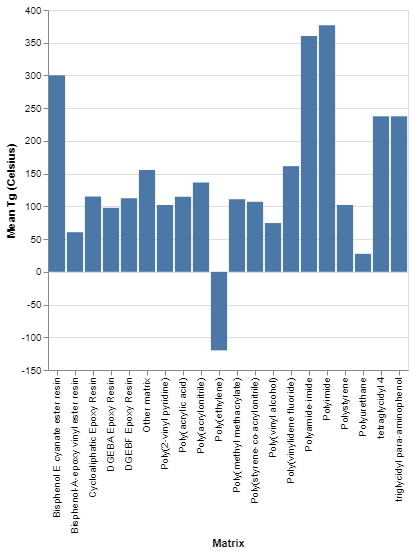 400
350
300
250
200
150
100
50
0
-50
-100
-150
Mean Tg (Celsius)
Bisphenol E cyanate ester resin
Bisphenol-A-epoxy vinyl ester resin
Cycloaliphatic Epoxy Resin
DGEBA Epoxy Resin
DGEBF Epoxy Resin
Other matrix
Poly(2-vinyl pyridine)
Poly(acrylic acid)
Poly(acrylonitrile)
Poly(ethylene)
Poly(methyl methacrylate)
Poly(styrene-co-acrylonitrile)
Poly(vinyl alcohol)
Poly(vinylidene fluoride)
Polyamide-imide
Polyimide
Polystyrene
Polyurethane
tetraglycidyl 4
triglycidyl para-aminophenol
Matrix